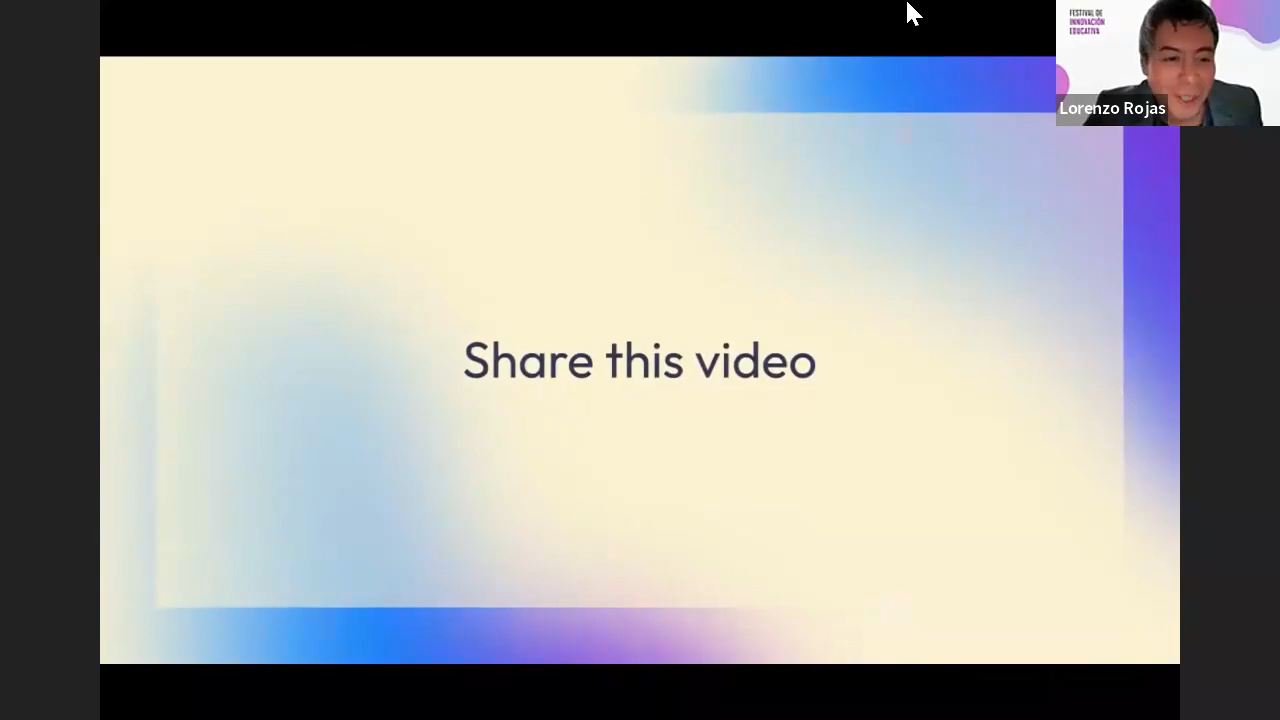 FESTIVAL DE
INNOVACIÓN
EDUCATIVA
Lorenzo Rojas
Share this video